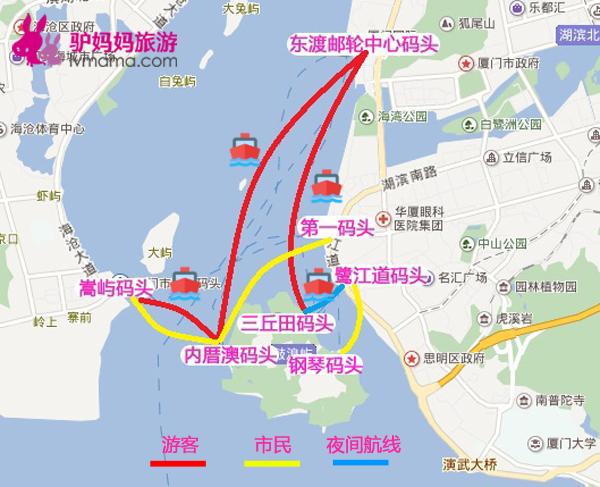 驴妈妈旅游
lvmama.com
东渡邮轮中心码头
狐尾山
乐都汇
湖滨北
厦门市政府
白兔屿
海沧体育中心
海湾公园
白鹭洲公园
立信广场
湖滨南路
虾屿
华厦眼科
医院集团
海沧大道
大屿
第一码头
中山公园
嵩屿码头
鹭江道码头
名汇广场
园林植物园
岭上
寨前
三丘田码头
虎溪岩
内厝澳码头
钢琴码头
思明区政府
南普陀寺
厦门大学
演武大桥
游客
市民
夜间航线